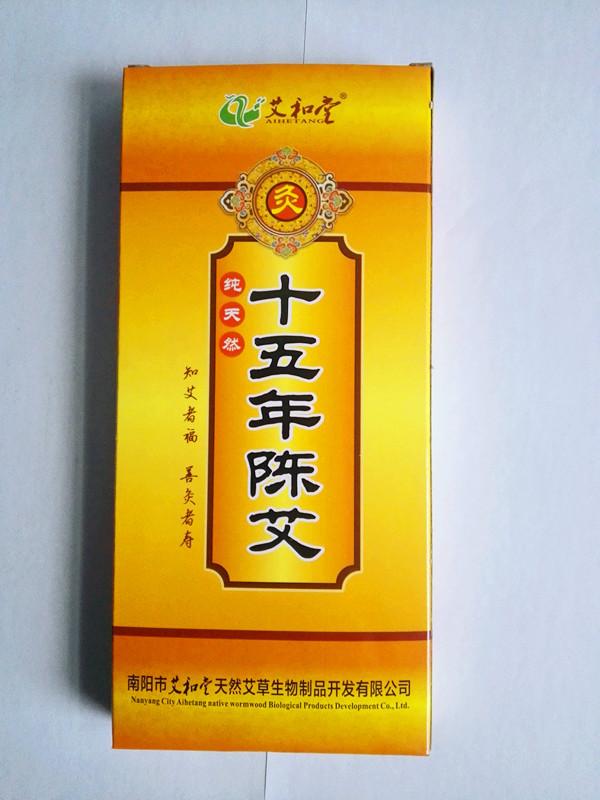 艾和堂®
AIHETANG
灸
纯天然
十五年陈艾
知艾者福 善灸者寿
南阳市艾和堂天然艾草生物制品开发有限公司
Nanyang City Aihetang native wormwood Biological Products Development Co., Ltd.